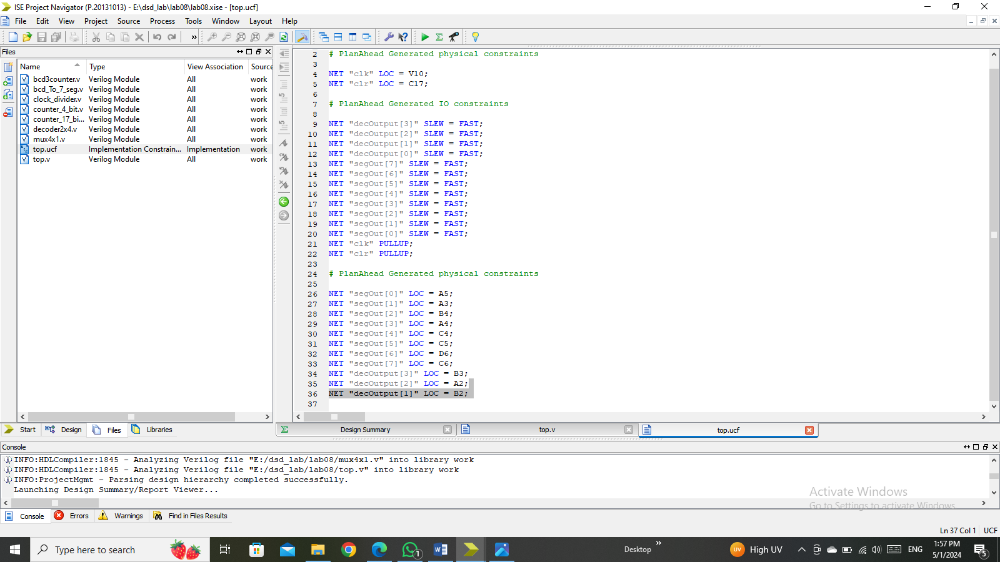 ISE Project Navigator (P.20131013) - E:\dsd_lab\lab08\lab08.xise - [top.ucf]
File Edit View Project Source Process Tools Window Layout Help
Files
Name Type View Association Source
bcd3counter.v Verilog Module All work
bcd_To_7_seg.v Verilog Module All work
clock_divider.v Verilog Module All work
counter_4_bit.v Verilog Module All work
counter_17_bi... Verilog Module All work
decoder2x4.v Verilog Module All work
mux4x1.v Verilog Module All work
top.ucf Implementation Constrain... Implementation work
top.v Verilog Module All work
2 # PlanAhead Generated physical constraints
3
4 NET "clk" LOC = V10;
5 NET "clr" LOC = C17;
6
7 # PlanAhead Generated IO constraints
8
9 NET "decOutput[3]" SLEW = FAST;
10 NET "decOutput[2]" SLEW = FAST;
11 NET "decOutput[1]" SLEW = FAST;
12 NET "decOutput[0]" SLEW = FAST;
13 NET "segOut[7]" SLEW = FAST;
14 NET "segOut[6]" SLEW = FAST;
15 NET "segOut[5]" SLEW = FAST;
16 NET "segOut[4]" SLEW = FAST;
17 NET "segOut[3]" SLEW = FAST;
18 NET "segOut[2]" SLEW = FAST;
19 NET "segOut[1]" SLEW = FAST;
20 NET "segOut[0]" SLEW = FAST;
21 NET "clk" PULLUP;
22 NET "clr" PULLUP;
23
24 # PlanAhead Generated physical constraints
25
26 NET "segOut[0]" LOC = A5;
27 NET "segOut[1]" LOC = A3;
28 NET "segOut[2]" LOC = B4;
29 NET "segOut[3]" LOC = A4;
30 NET "segOut[4]" LOC = C4;
31 NET "segOut[5]" LOC = C5;
32 NET "segOut[6]" LOC = D6;
33 NET "segOut[7]" LOC = C6;
34 NET "decOutput[3]" LOC = B3;
35 NET "decOutput[2]" LOC = A2;
36 NET "decOutput[1]" LOC = B2;
37
Start Design Files Libraries
Design Summary top.v top.ucf
Console
INFO:HDLCompiler:1845 - Analyzing Verilog file "E:/dsd_lab/lab08/mux4x1.v" into library work
INFO:HDLCompiler:1845 - Analyzing Verilog file "E:/dsd_lab/lab08/top.v" into library work
INFO:ProjectMgmt - Parsing design hierarchy completed successfully.
Launching Design Summary/Report Viewer...
Activate Windows
Go to Settings to activate Windows.
Console Errors Warnings Find in Files Results
Ln 37 Col 1 UCF
Type here to search
1
Desktop »
UV High UV
ENG
1:57 PM
5/1/2024
5